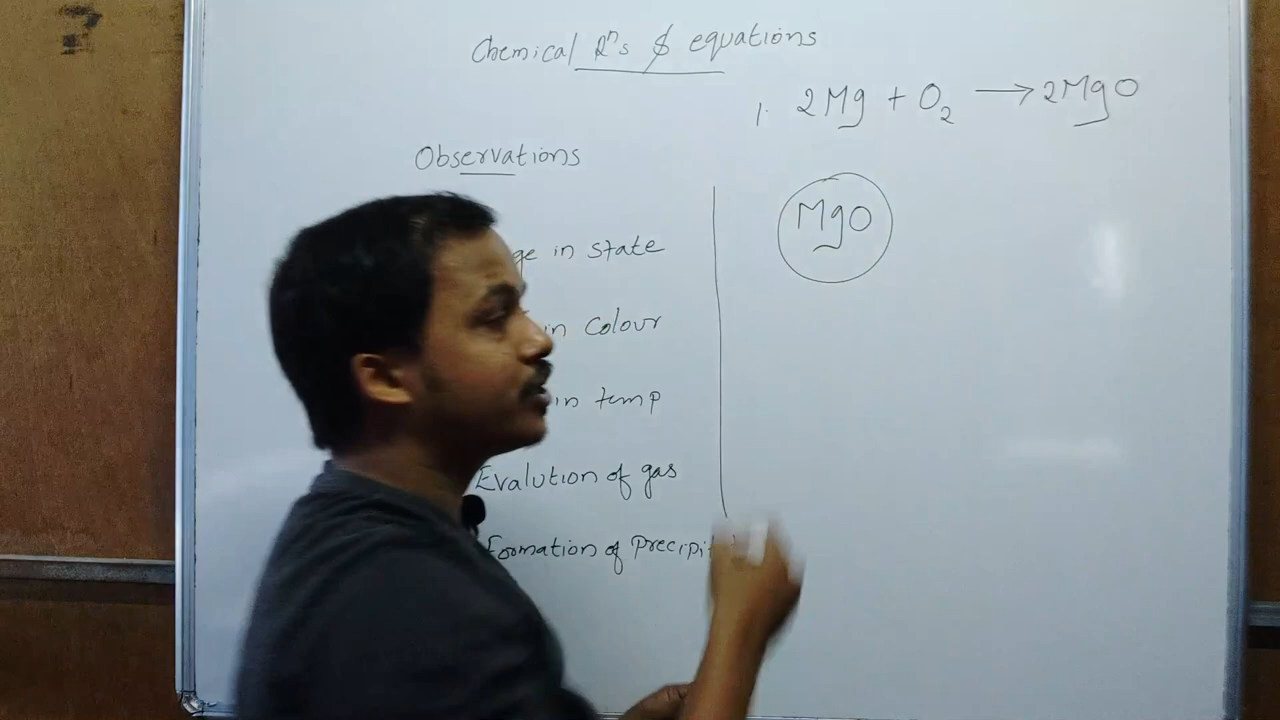 Chemical Rⁿs & equations
1. 2Mg + O₂ → 2MgO
Observations
MgO
ge in state
in colour
in temp
Evalution of gas
Formation of Precipi